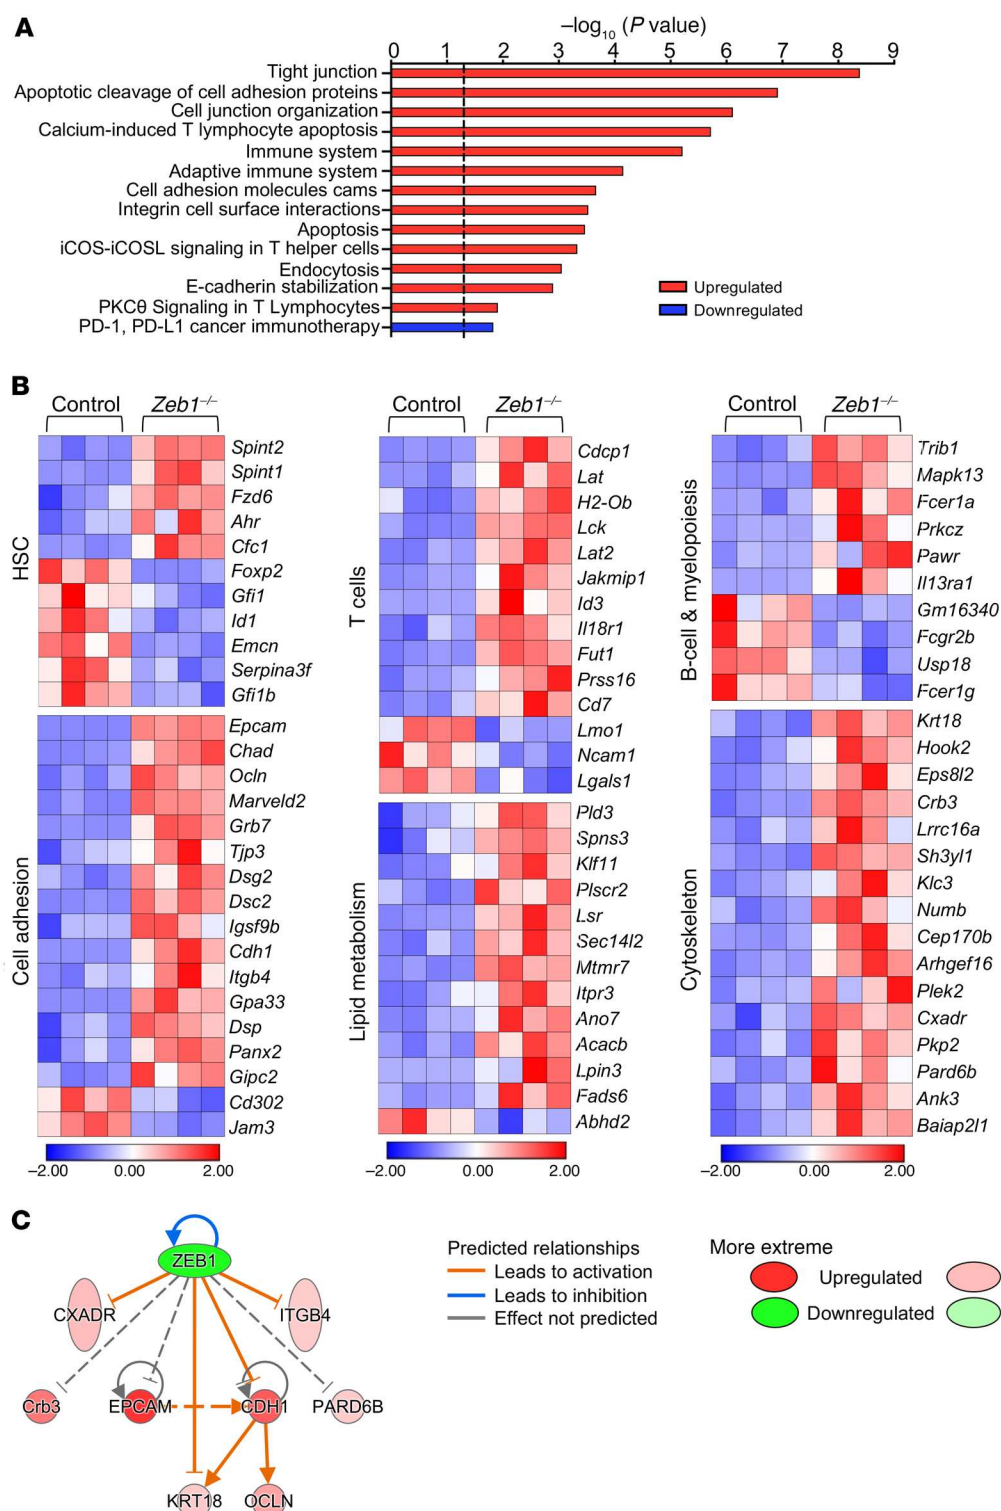 A
–log10 (P value)
0 1 2 3 4 5 6 7 8 9
Tight junction
Apoptotic cleavage of cell adhesion proteins
Cell junction organization
Calcium-induced T lymphocyte apoptosis
Immune system
Adaptive immune system
Cell adhesion molecules cams
Integrin cell surface interactions
Apoptosis
iCOS-iCOSL signaling in T helper cells
Endocytosis
E-cadherin stabilization
PKCθ Signaling in T Lymphocytes
PD-1, PD-L1 cancer immunotherapy
Upregulated
Downregulated
B
Control Zeb1–/–
HSC
Spint2
Spint1
Fzd6
Ahr
Cfc1
Foxp2
Gfi1
Id1
Emcn
Serpina3f
Gfi1b
Cell adhesion
Epcam
Chad
Ocln
Marveld2
Grb7
Tjp3
Dsg2
Dsc2
Igsf9b
Cdh1
Itgb4
Gpa33
Dsp
Panx2
Gipc2
Cd302
Jam3
–2.00 0.00 2.00
Control Zeb1–/–
T cells
Cdcp1
Lat
H2-Ob
Lck
Lat2
Jakmip1
Id3
Il18r1
Fut1
Prss16
Cd7
Lmo1
Ncam1
Lgals1
Lipid metabolism
Pld3
Spns3
Klf11
Plscr2
Lsr
Sec14l2
Mtmr7
Itpr3
Ano7
Acacb
Lpin3
Fads6
Abhd2
–2.00 0.00 2.00
Control Zeb1–/–
B-cell & myelopoiesis
Trib1
Mapk13
Fcer1a
Prkcz
Pawr
Il13ra1
Gm16340
Fcgr2b
Usp18
Fcer1g
Cytoskeleton
Krt18
Hook2
Eps8l2
Crb3
Lrrc16a
Sh3yl1
Klc3
Numb
Cep170b
Arhgef16
Plek2
Cxadr
Pkp2
Pard6b
Ank3
Baiap2l1
–2.00 0.00 2.00
C
ZEB1
CXADR
ITGB4
Crb3
EPCAM
CDH1
PARD6B
KRT18
OCLN
Predicted relationships
Leads to activation
Leads to inhibition
Effect not predicted
More extreme
Upregulated
Downregulated